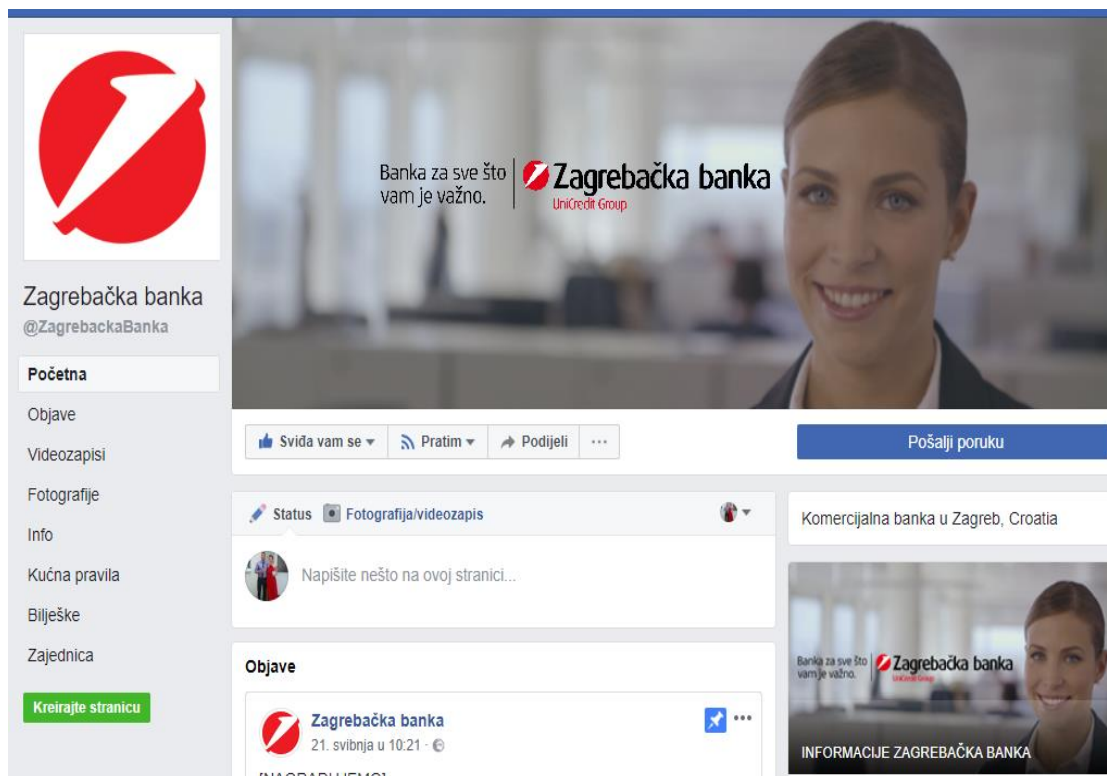 Banka za sve što
vam je važno.
Zagrebačka banka
UniCredit Group
Zagrebačka banka
@ZagrebackaBanka
Početna
Objave
Videozapisi
Fotografije
Info
Kućna pravila
Bilješke
Zajednica
Kreirajte stranicu
Sviđa vam se
Pratim
Podijeli
Pošalji poruku
Status
Fotografija/videozapis
Napišite nešto na ovoj stranici...
Objave
Zagrebačka banka
21. svibnja u 10:21 ·
[NAGRAĐUJEMO]
Komercijalna banka u Zagreb, Croatia
Banka za sve što
vam je važno.
Zagrebačka banka
UniCredit Group
INFORMACIJE ZAGREBAČKA BANKA